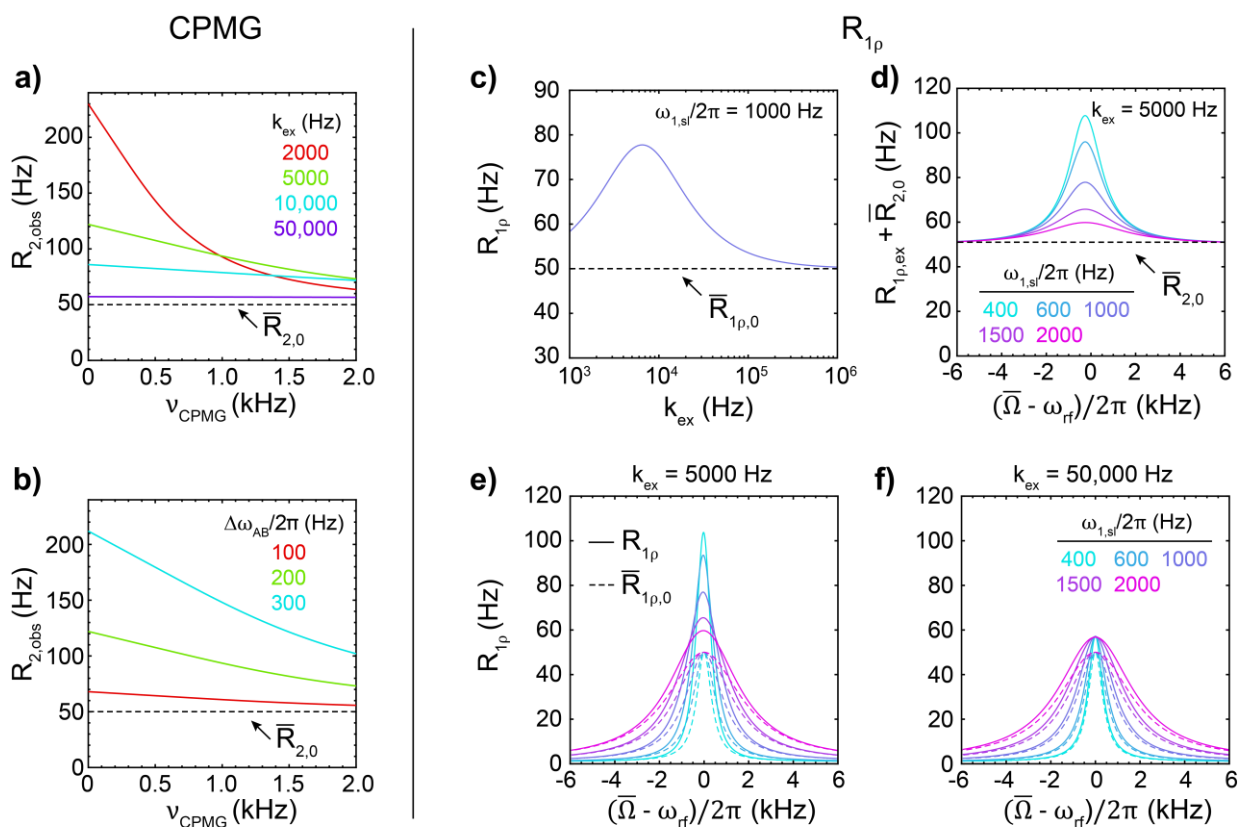 CPMG
R1ρ
a)
kex (Hz)
2000
5000
10,000
50,000
R̅2,0
R2,obs (Hz)
200
150
100
50
0
0 0.5 1.0 1.5 2.0
νCPMG (kHz)
b)
ΔωAB/2π (Hz)
100
200
300
R̅2,0
R2,obs (Hz)
200
150
100
50
0
0 0.5 1.0 1.5 2.0
νCPMG (kHz)
c)
ω1,sl/2π = 1000 Hz
R̅1ρ,0
R1ρ (Hz)
90
80
70
60
50
40
30
10³ 10⁴ 10⁵ 10⁶
kex (Hz)
d)
kex = 5000 Hz
R̅2,0
ω1,sl/2π (Hz)
400 600 1000
1500 2000
R1ρ,ex + R̅2,0 (Hz)
120
100
80
60
40
20
0
-6 -4 -2 0 2 4 6
(Ω̅ - ωrf)/2π (kHz)
e)
kex = 5000 Hz
R1ρ
R̅1ρ,0
R1ρ (Hz)
120
100
80
60
40
20
0
-6 -4 -2 0 2 4 6
(Ω̅ - ωrf)/2π (kHz)
f)
kex = 50,000 Hz
ω1,sl/2π (Hz)
400 600 1000
1500 2000
120
100
80
60
40
20
0
-6 -4 -2 0 2 4 6
(Ω̅ - ωrf)/2π (kHz)